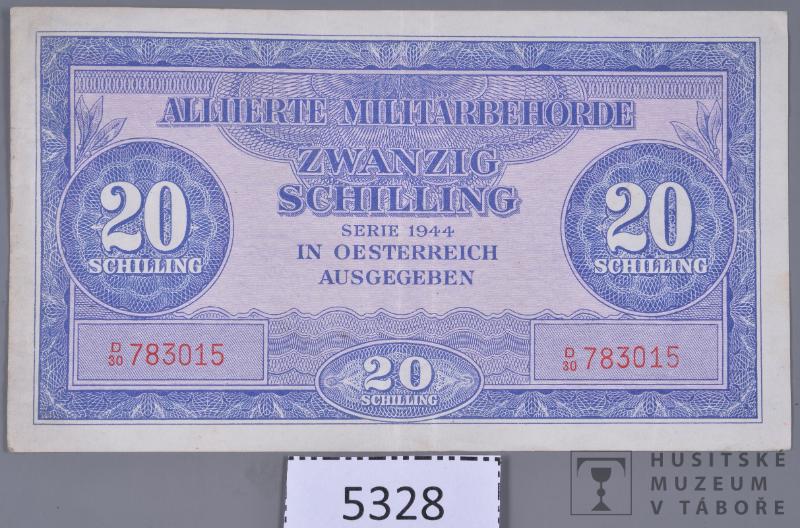 ALLIIERTE MILITÄRBEHÖRDE
ZWANZIG
SCHILLING
SERIE 1944
IN OESTERREICH
AUSGEGEBEN
20
SCHILLING
20
SCHILLING
D/30 783015
D/30 783015
20
SCHILLING
5328
HUSITSKÉ
MUZEUM
V TÁBOŘE